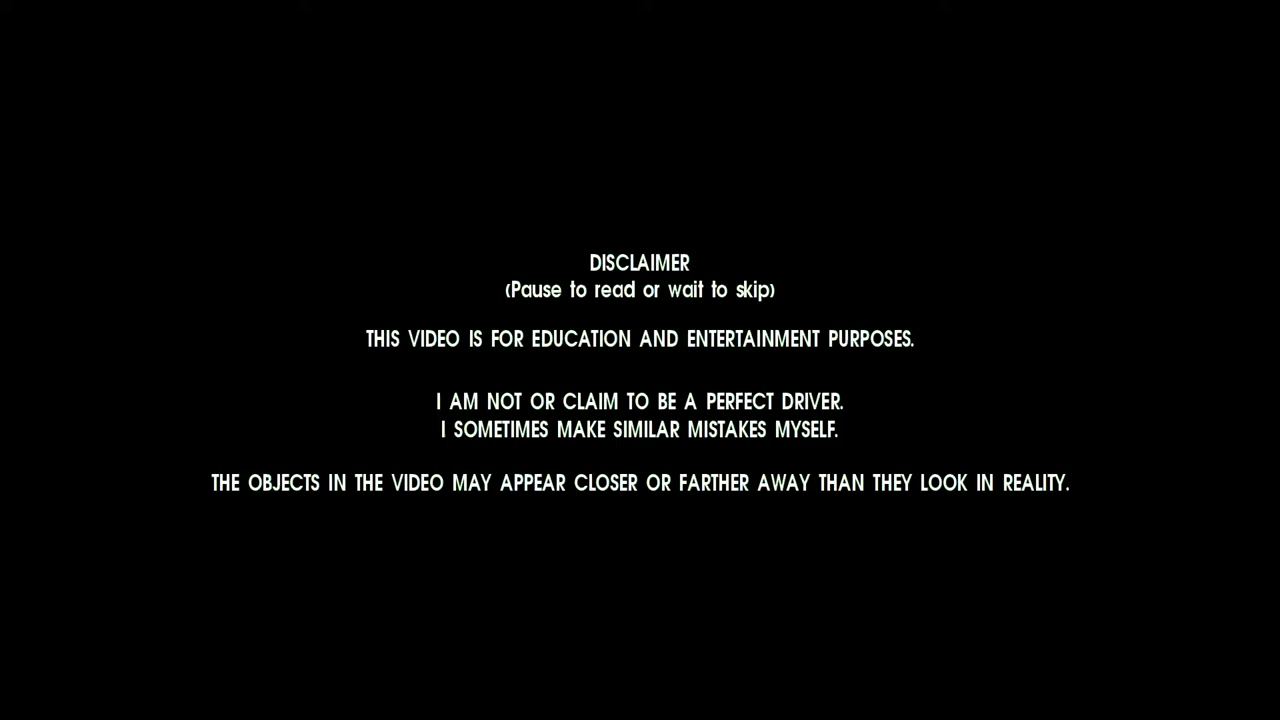 DISCLAIMER
(Pause to read or wait to skip)
THIS VIDEO IS FOR EDUCATION AND ENTERTAINMENT PURPOSES.
I AM NOT OR CLAIM TO BE A PERFECT DRIVER.
I SOMETIMES MAKE SIMILAR MISTAKES MYSELF.
THE OBJECTS IN THE VIDEO MAY APPEAR CLOSER OR FARTHER AWAY THAN THEY LOOK IN REALITY.